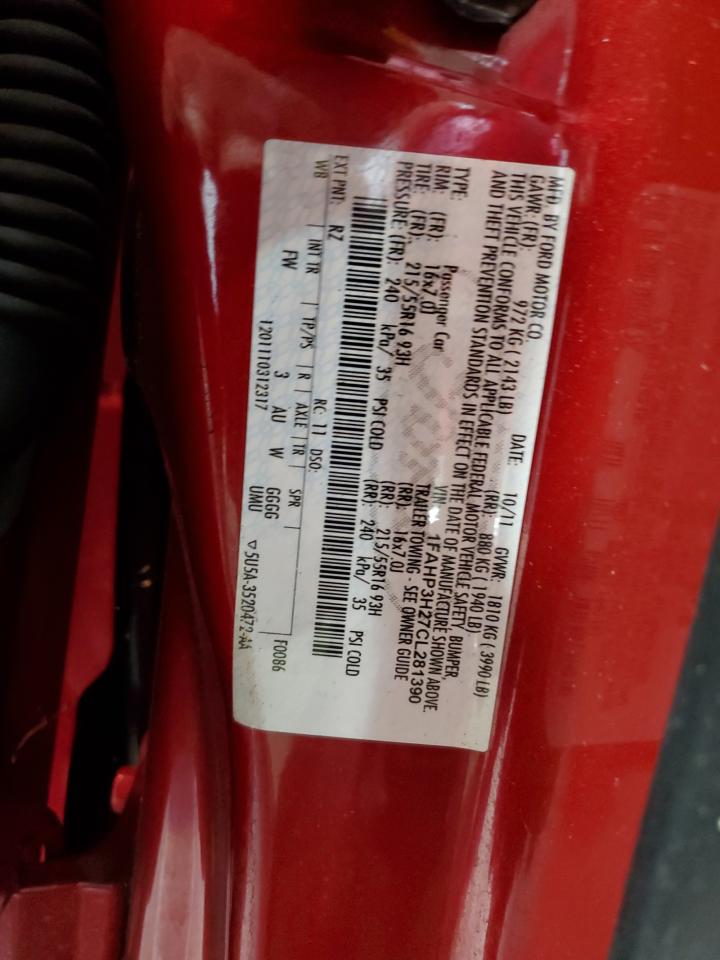 MFD. BY FORD MOTOR CO. DATE: 10/11 GVWR: 1810 KG ( 3990 LB)
GAWR: (FR): 972 KG ( 2143 LB) (RR): 880 KG ( 1940 LB)
THIS VEHICLE CONFORMS TO ALL APPLICABLE FEDERAL MOTOR VEHICLE SAFETY, BUMPER,
AND THEFT PREVENTION STANDARDS IN EFFECT ON THE DATE OF MANUFACTURE SHOWN ABOVE.
VIN: 1FAHP3H27CL281390
TYPE: Passenger Car TRAILER TOWING - SEE OWNER GUIDE
RIM: (FR): 16x7.0J (RR): 16x7.0J
TIRE: (FR): 215/55R16 93H (RR): 215/55R16 93H
PRESSURE: (FR): 240 kPa/ 35 PSI COLD (RR): 240 kPa/ 35 PSI COLD
EXT PNT: RZ RC: 11 DSO: F0086
WB INT TR TP/PS R AXLE TR SPR
FW 3 AU W GGGG
UMU
1201110312317 ▽5U5A-3520472-AA